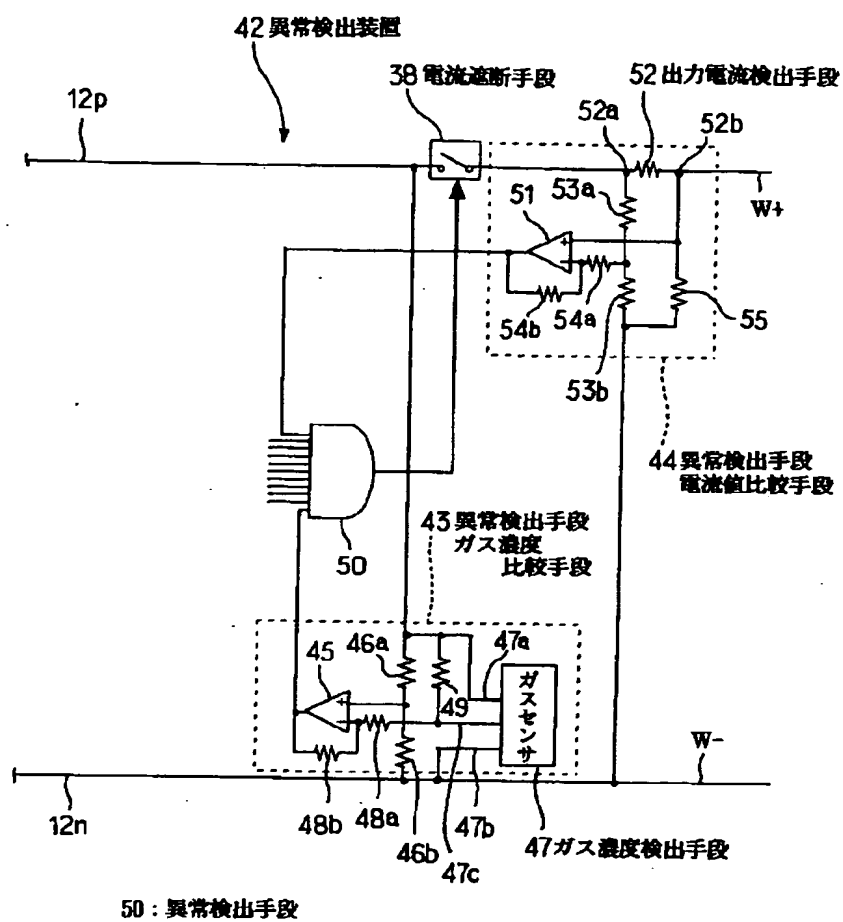 42 異常検出装置
38 電流遮断手段
52 出力電流検出手段
12p
52a
52b
53a
W+
51
54b
54a
55
53b
44 異常検出手段
電流値比較手段
43 異常検出手段
ガス濃度
比較手段
50
46a
47a
45
49
ガスセンサ
W-
12n
48b
48a
46b
47b
47c
47 ガス濃度検出手段
50：異常検出手段